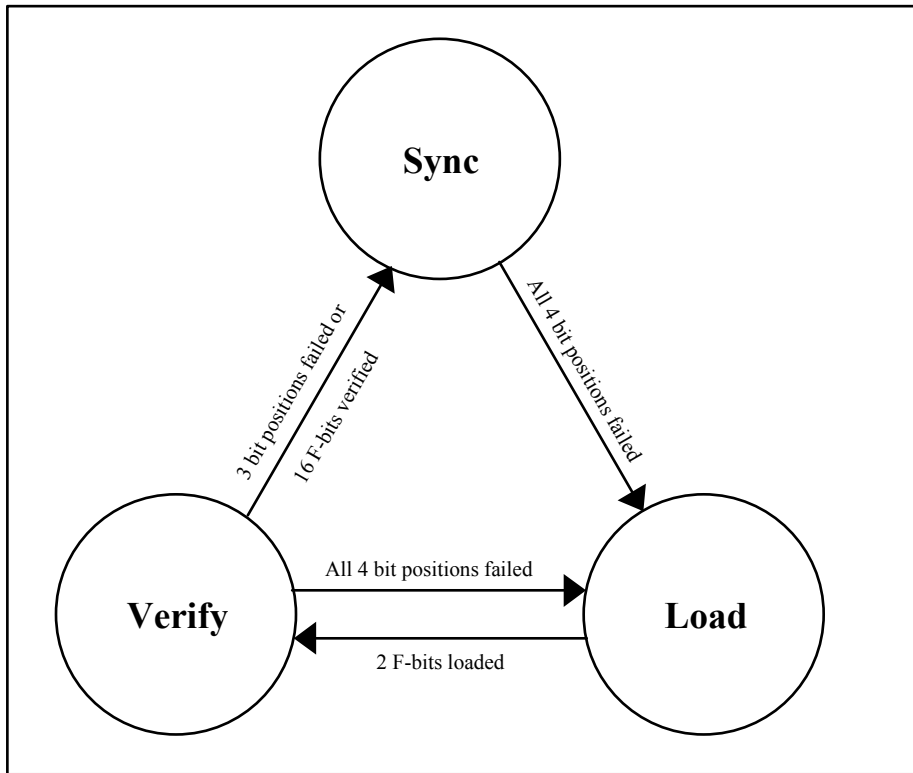 Sync
3 bit positions failed or
16 F-bits verified
All 4 bit positions failed
All 4 bit positions failed
Verify
Load
2 F-bits loaded